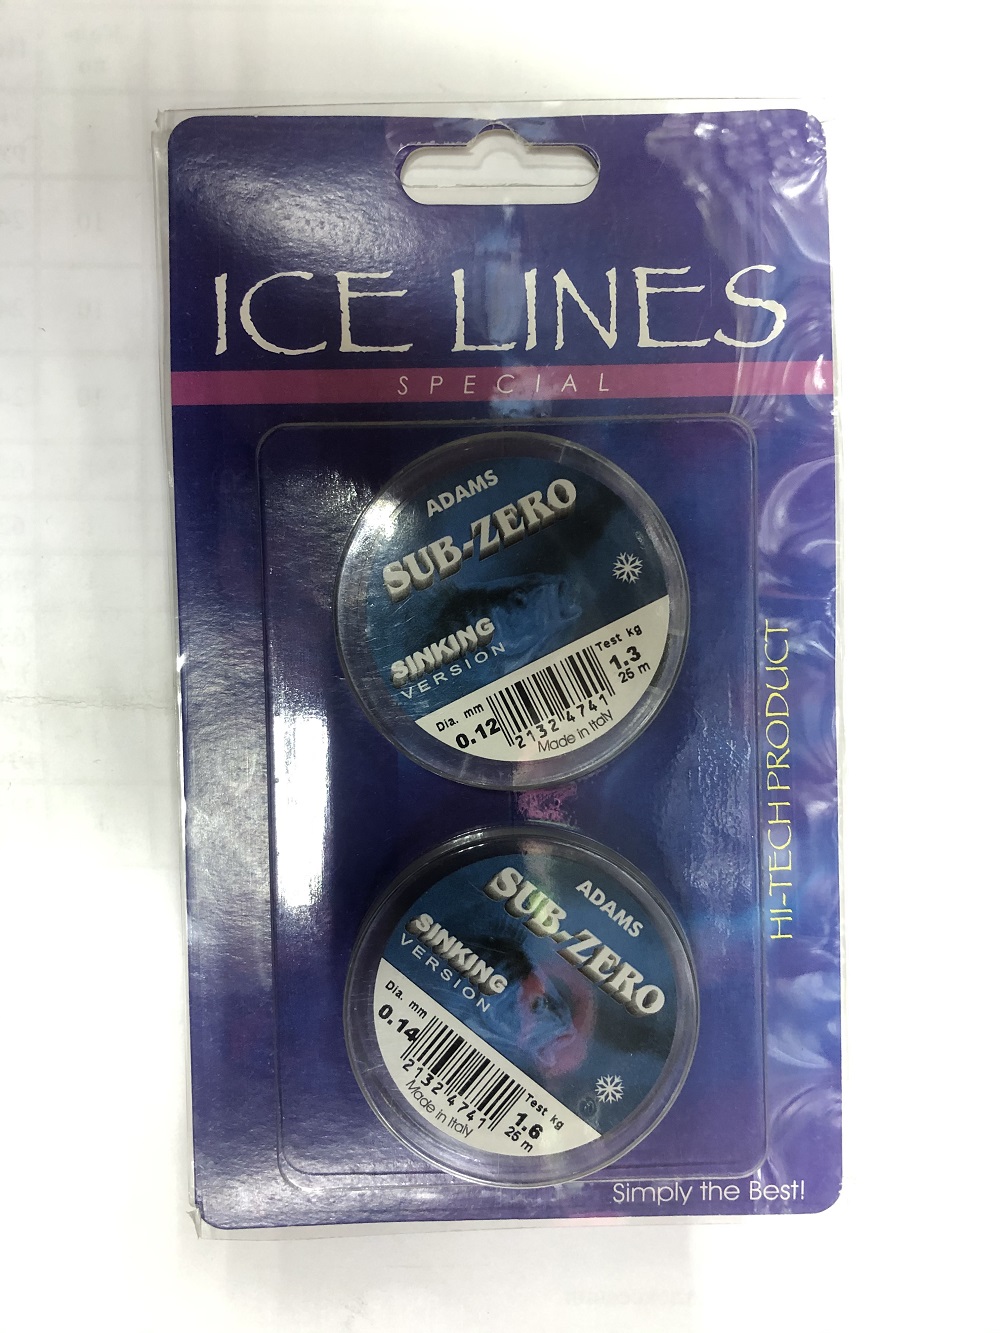 ICE LINES
SPECIAL
ADAMS
SUB-ZERO
SINKING
VERSION
Dia. mm
0.12
2132 4741
Test kg
1.3
25 m
Made in Italy
HI-TECH PRODUCT
ADAMS
SUB-ZERO
SINKING
VERSION
Dia. mm
0.14
2132 4741
Test kg
1.6
25 m
Made in Italy
Simply the Best!